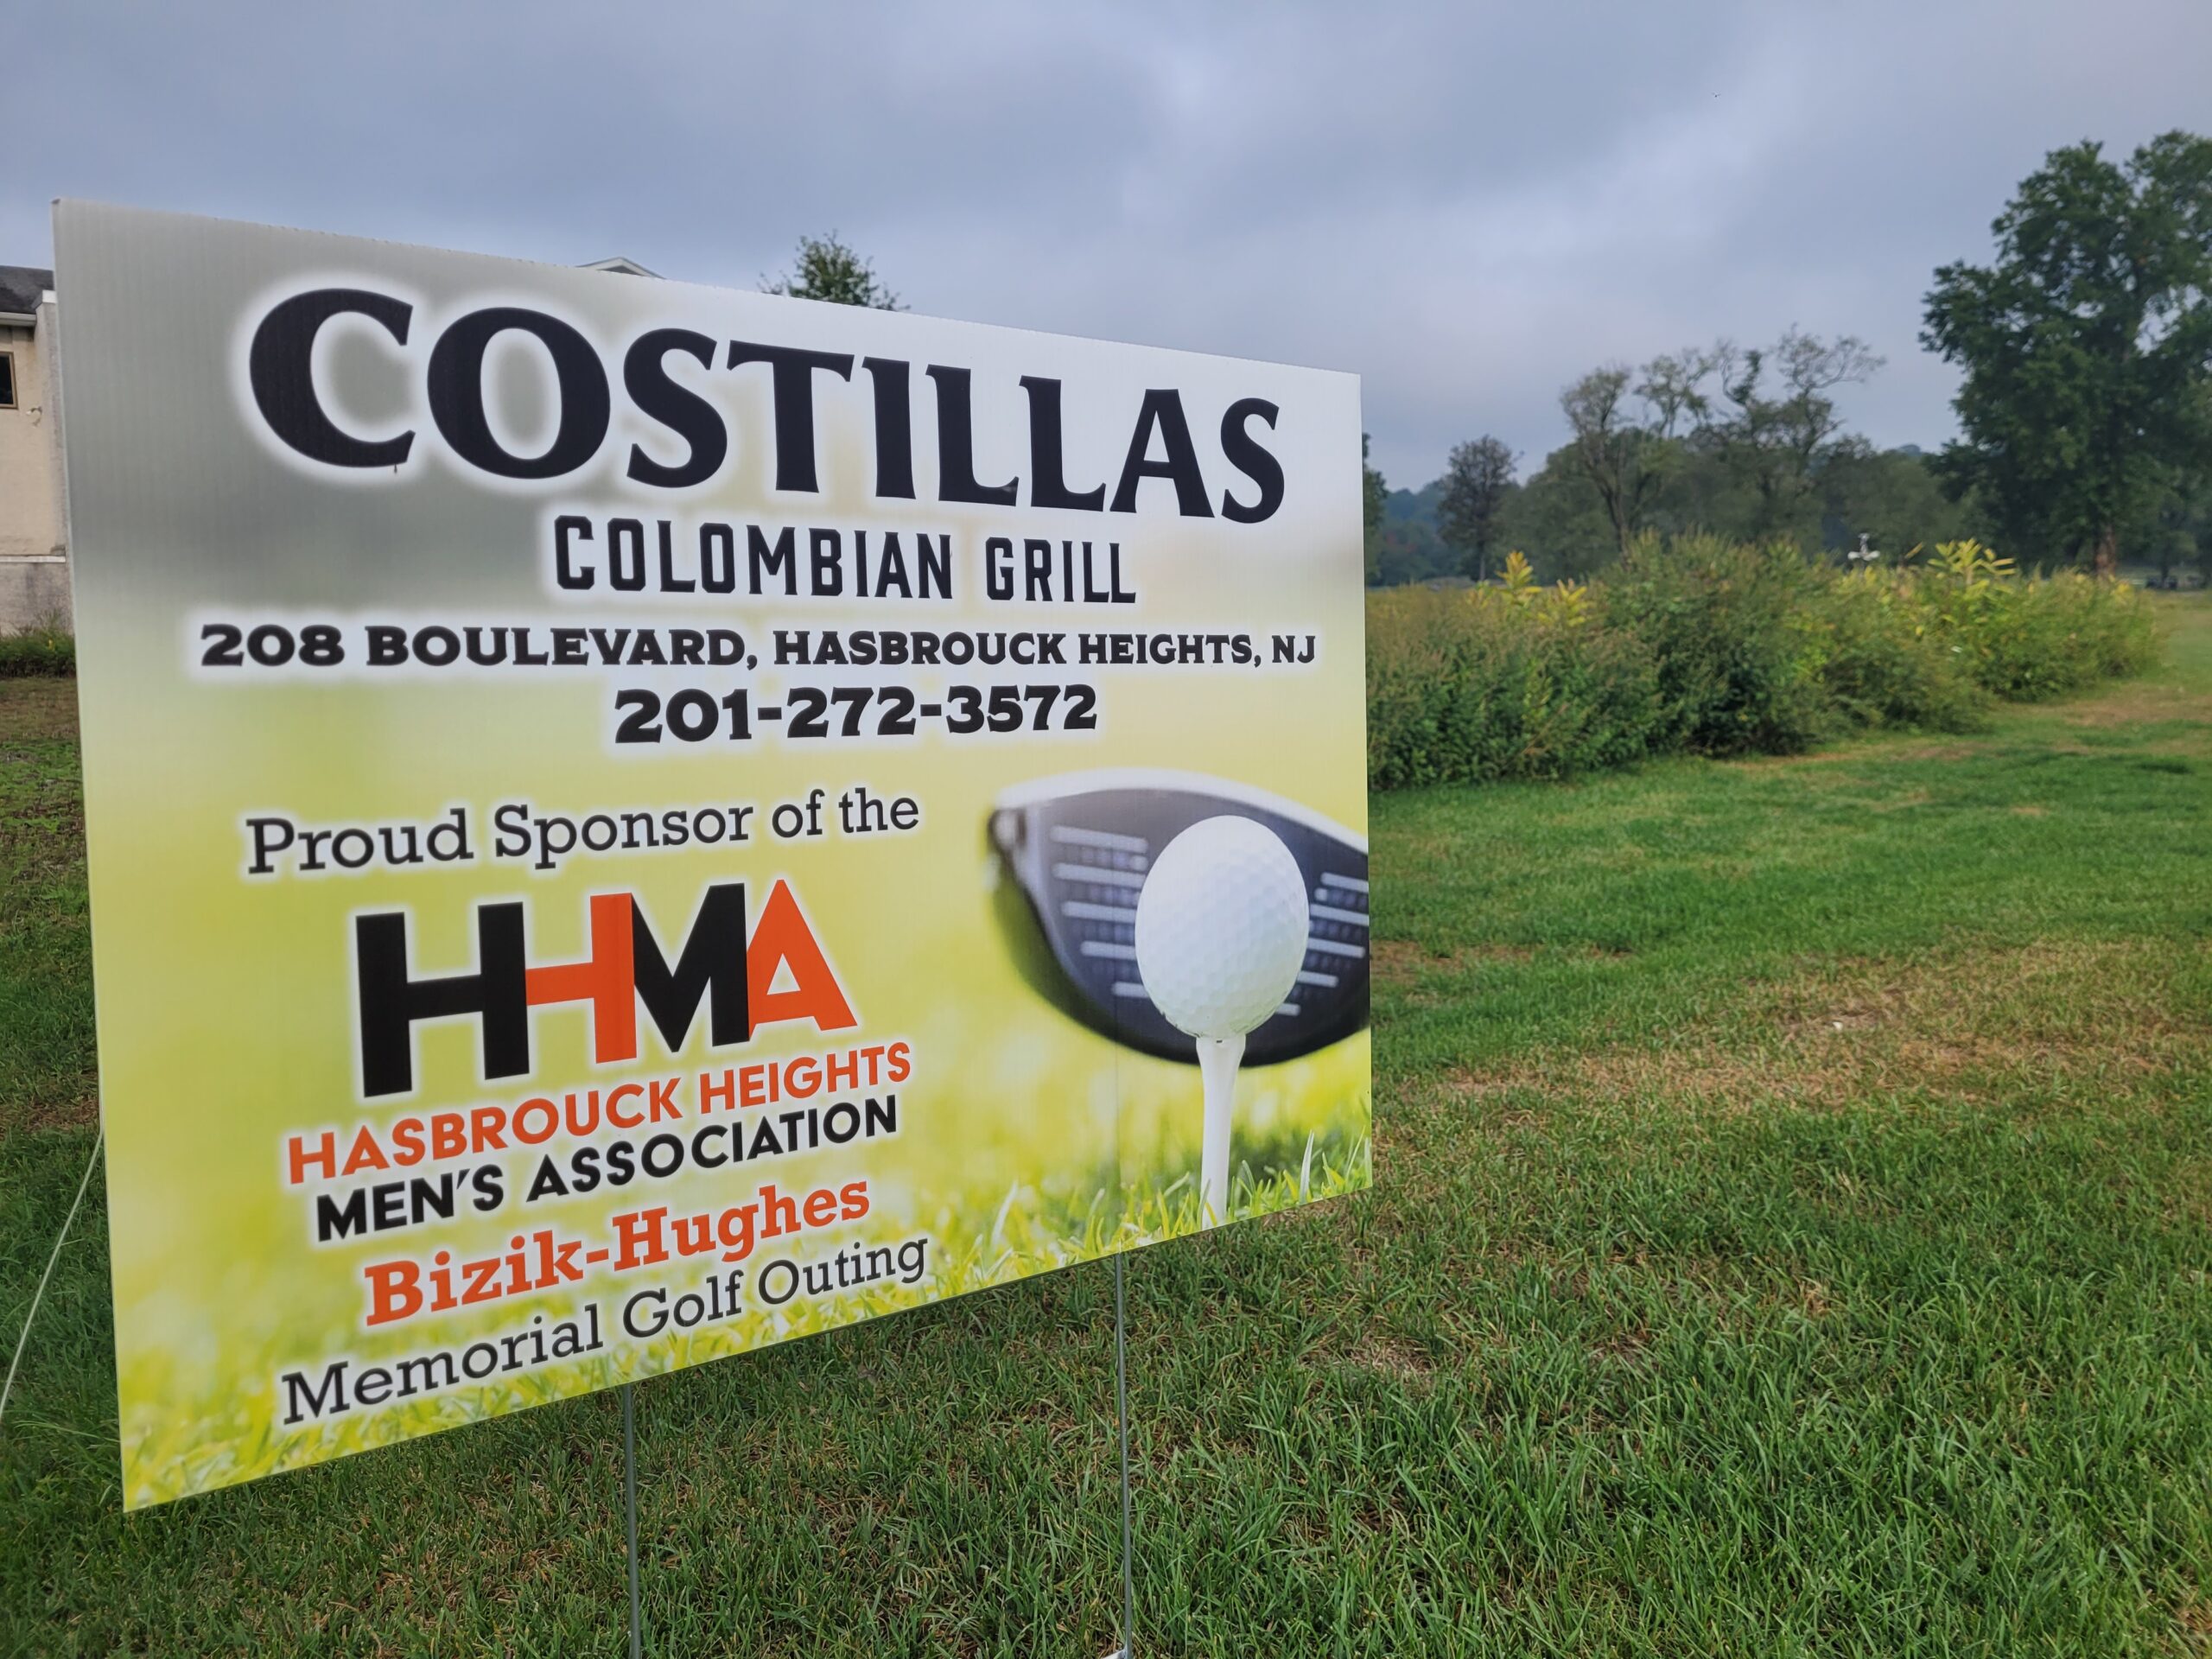 COSTILLAS
COLOMBIAN GRILL
208 BOULEVARD, HASBROUCK HEIGHTS, NJ
201-272-3572
Proud Sponsor of the
HHMA
HASBROUCK HEIGHTS
MEN'S ASSOCIATION
Bizik-Hughes
Memorial Golf Outing